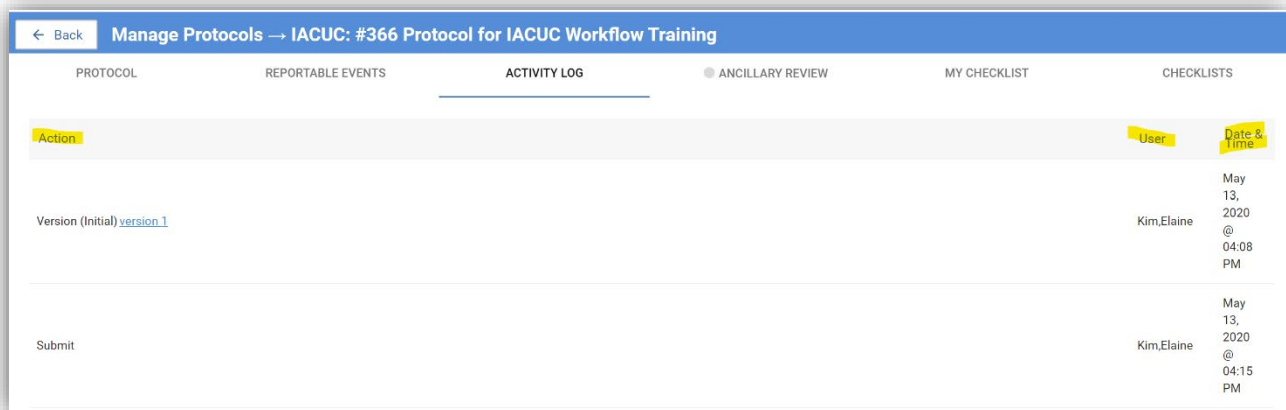 ← Back Manage Protocols → IACUC: #366 Protocol for IACUC Workflow Training
PROTOCOL REPORTABLE EVENTS ACTIVITY LOG ANCILLARY REVIEW MY CHECKLIST CHECKLISTS
Action User Date &
Time
Version (Initial) version 1 Kim,Elaine May
13,
2020
@
04:08
PM
Submit Kim,Elaine May
13,
2020
@
04:15
PM